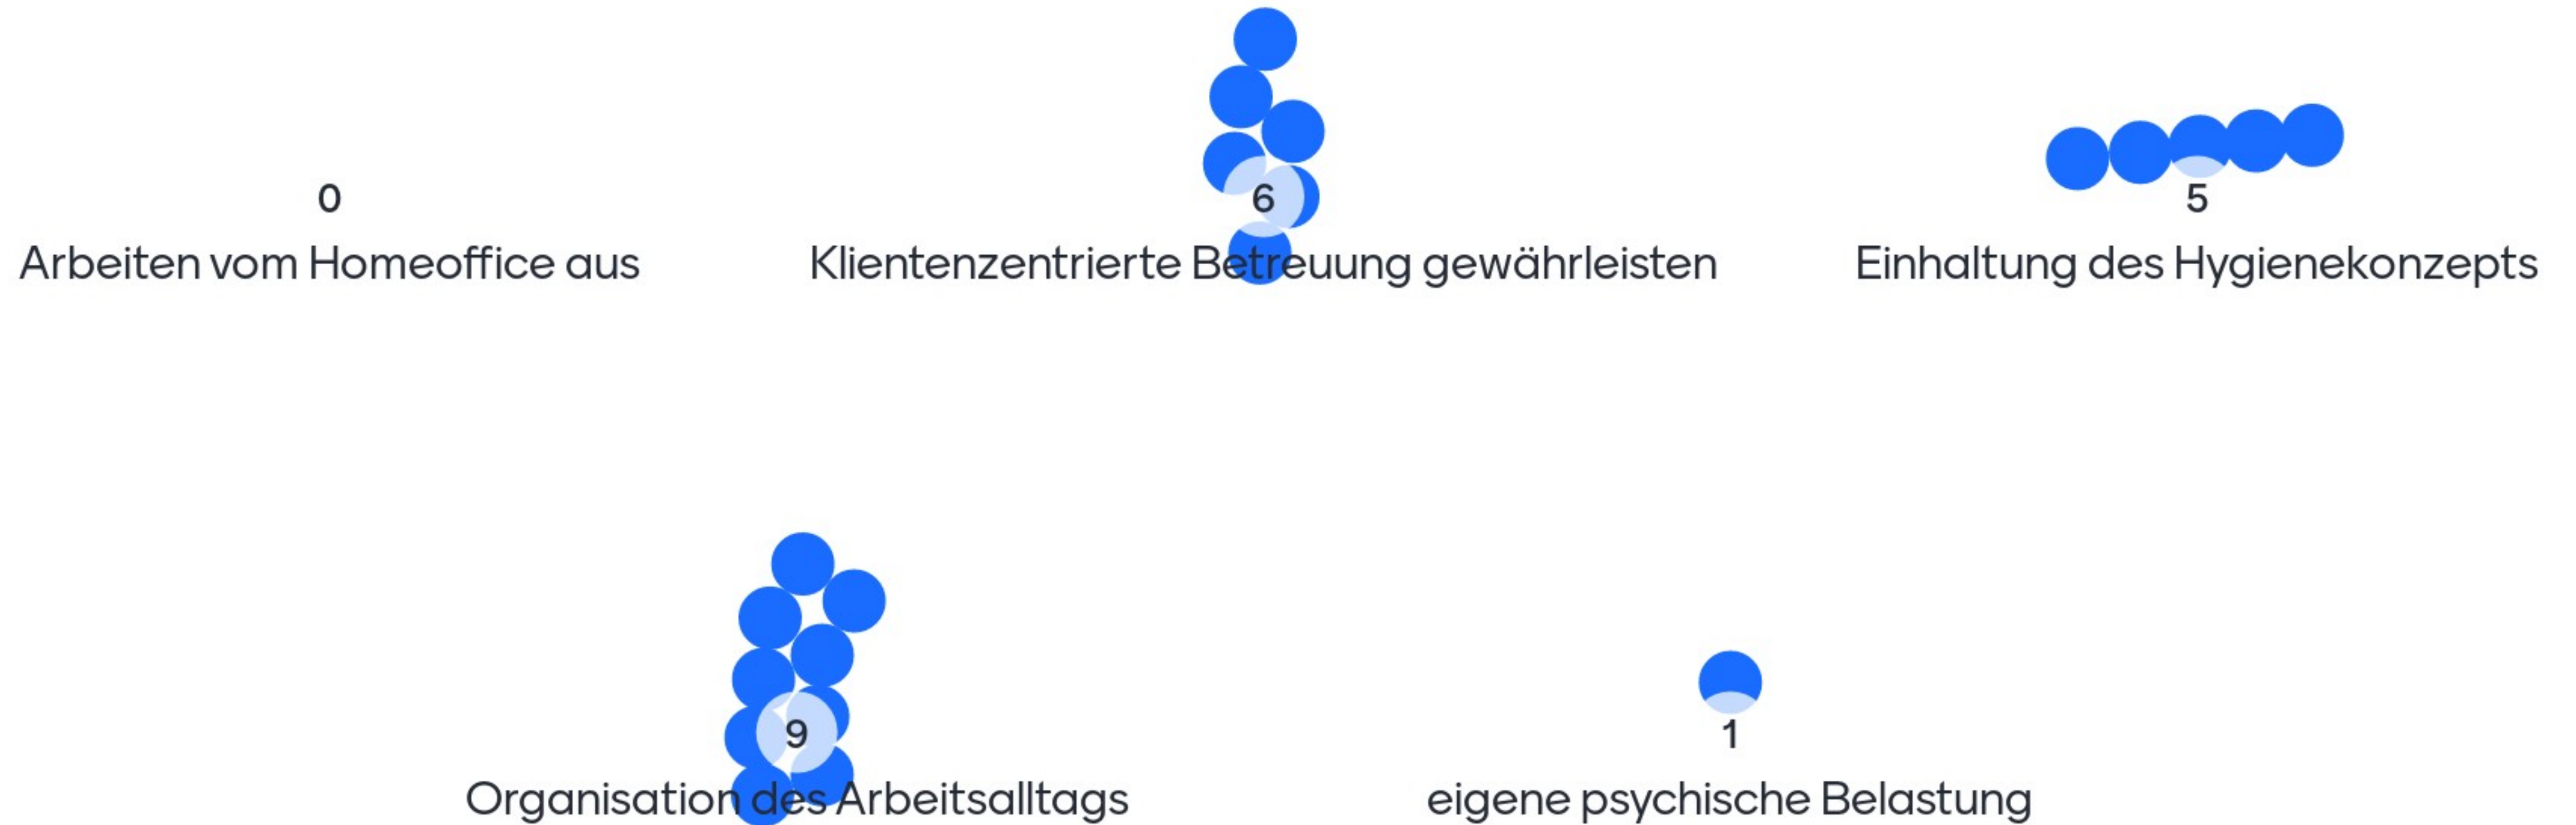 0
Arbeiten vom Homeoffice aus
6
Klientenzentrierte Betreuung gewährleisten
5
Einhaltung des Hygienekonzepts
9
Organisation des Arbeitsalltags
1
eigene psychische Belastung